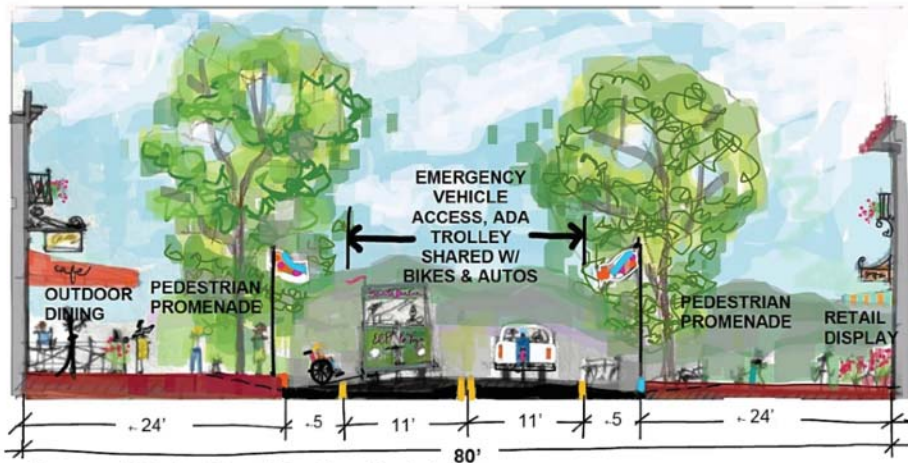 EMERGENCY
VEHICLE
ACCESS, ADA
TROLLEY
SHARED W/
BIKES & AUTOS
cafe
OUTDOOR
DINING
PEDESTRIAN
PROMENADE
PEDESTRIAN
PROMENADE
RETAIL
DISPLAY
+24'
+5
11'
11'
+5
+24'
80'